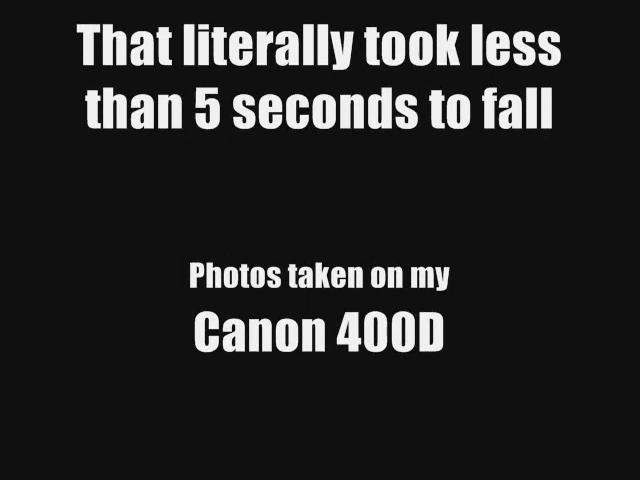 That literally took less
than 5 seconds to fall
Photos taken on my
Canon 400D